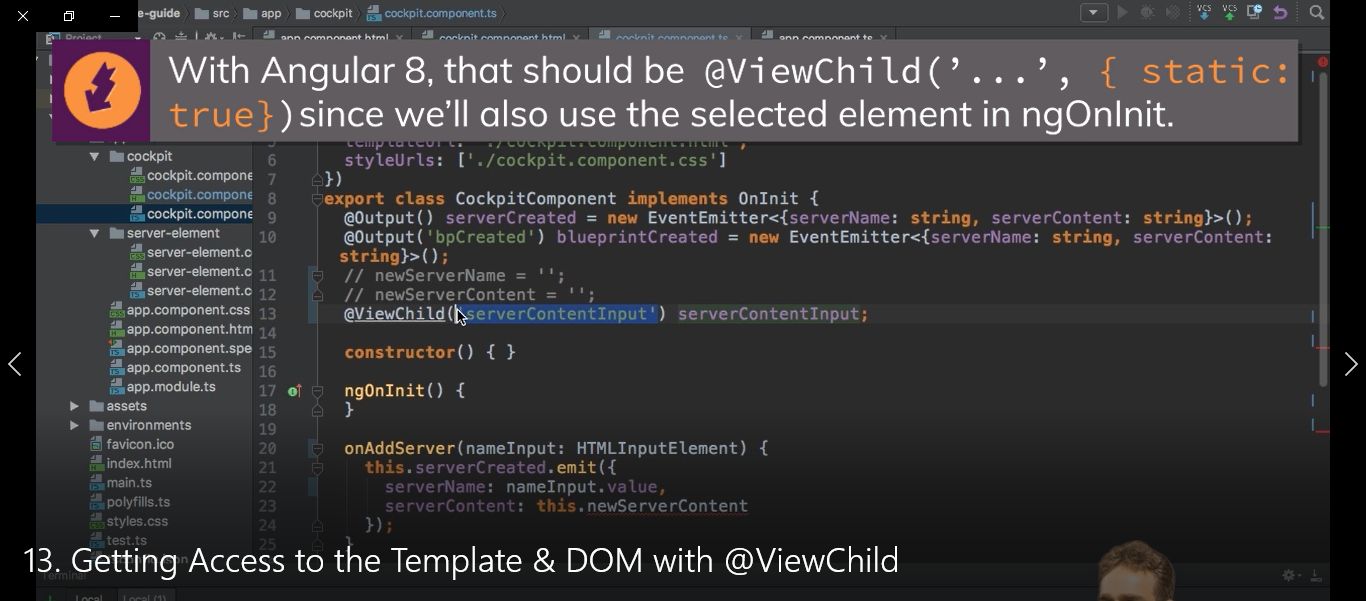 e-guide src app cockpit cockpit.component.ts
VCS VCS
Project app.component.html cockpit.component.html cockpit.component.ts app.component.ts
With Angular 8, that should be @ViewChild(’...’, { static:
true})since we’ll also use the selected element in ngOnInit.
5 templateUrl: './cockpit.component.html',
cockpit
6 styleUrls: ['./cockpit.component.css']
cockpit.compone
7 })
cockpit.compone
8 export class CockpitComponent implements OnInit {
cockpit.compone
9 @Output() serverCreated = new EventEmitter<{serverName: string, serverContent: string}>();
server-element
10 @Output('bpCreated') blueprintCreated = new EventEmitter<{serverName: string, serverContent:
server-element.c
string}>();
server-element.c
11 // newServerName = '';
server-element.c
12 // newServerContent = '';
app.component.css
13 @ViewChild('serverContentInput') serverContentInput;
app.component.htm
14
app.component.spe
15 constructor() { }
app.component.ts
16
app.module.ts
17 ngOnInit() {
assets
18 }
environments
19
favicon.ico
20 onAddServer(nameInput: HTMLInputElement) {
index.html
21 this.serverCreated.emit({
main.ts
22 serverName: nameInput.value,
polyfills.ts
23 serverContent: this.newServerContent
styles.css
24 });
test.ts
25 }
13. Getting Access to the Template & DOM with @ViewChild
Terminal
Local Local (1)